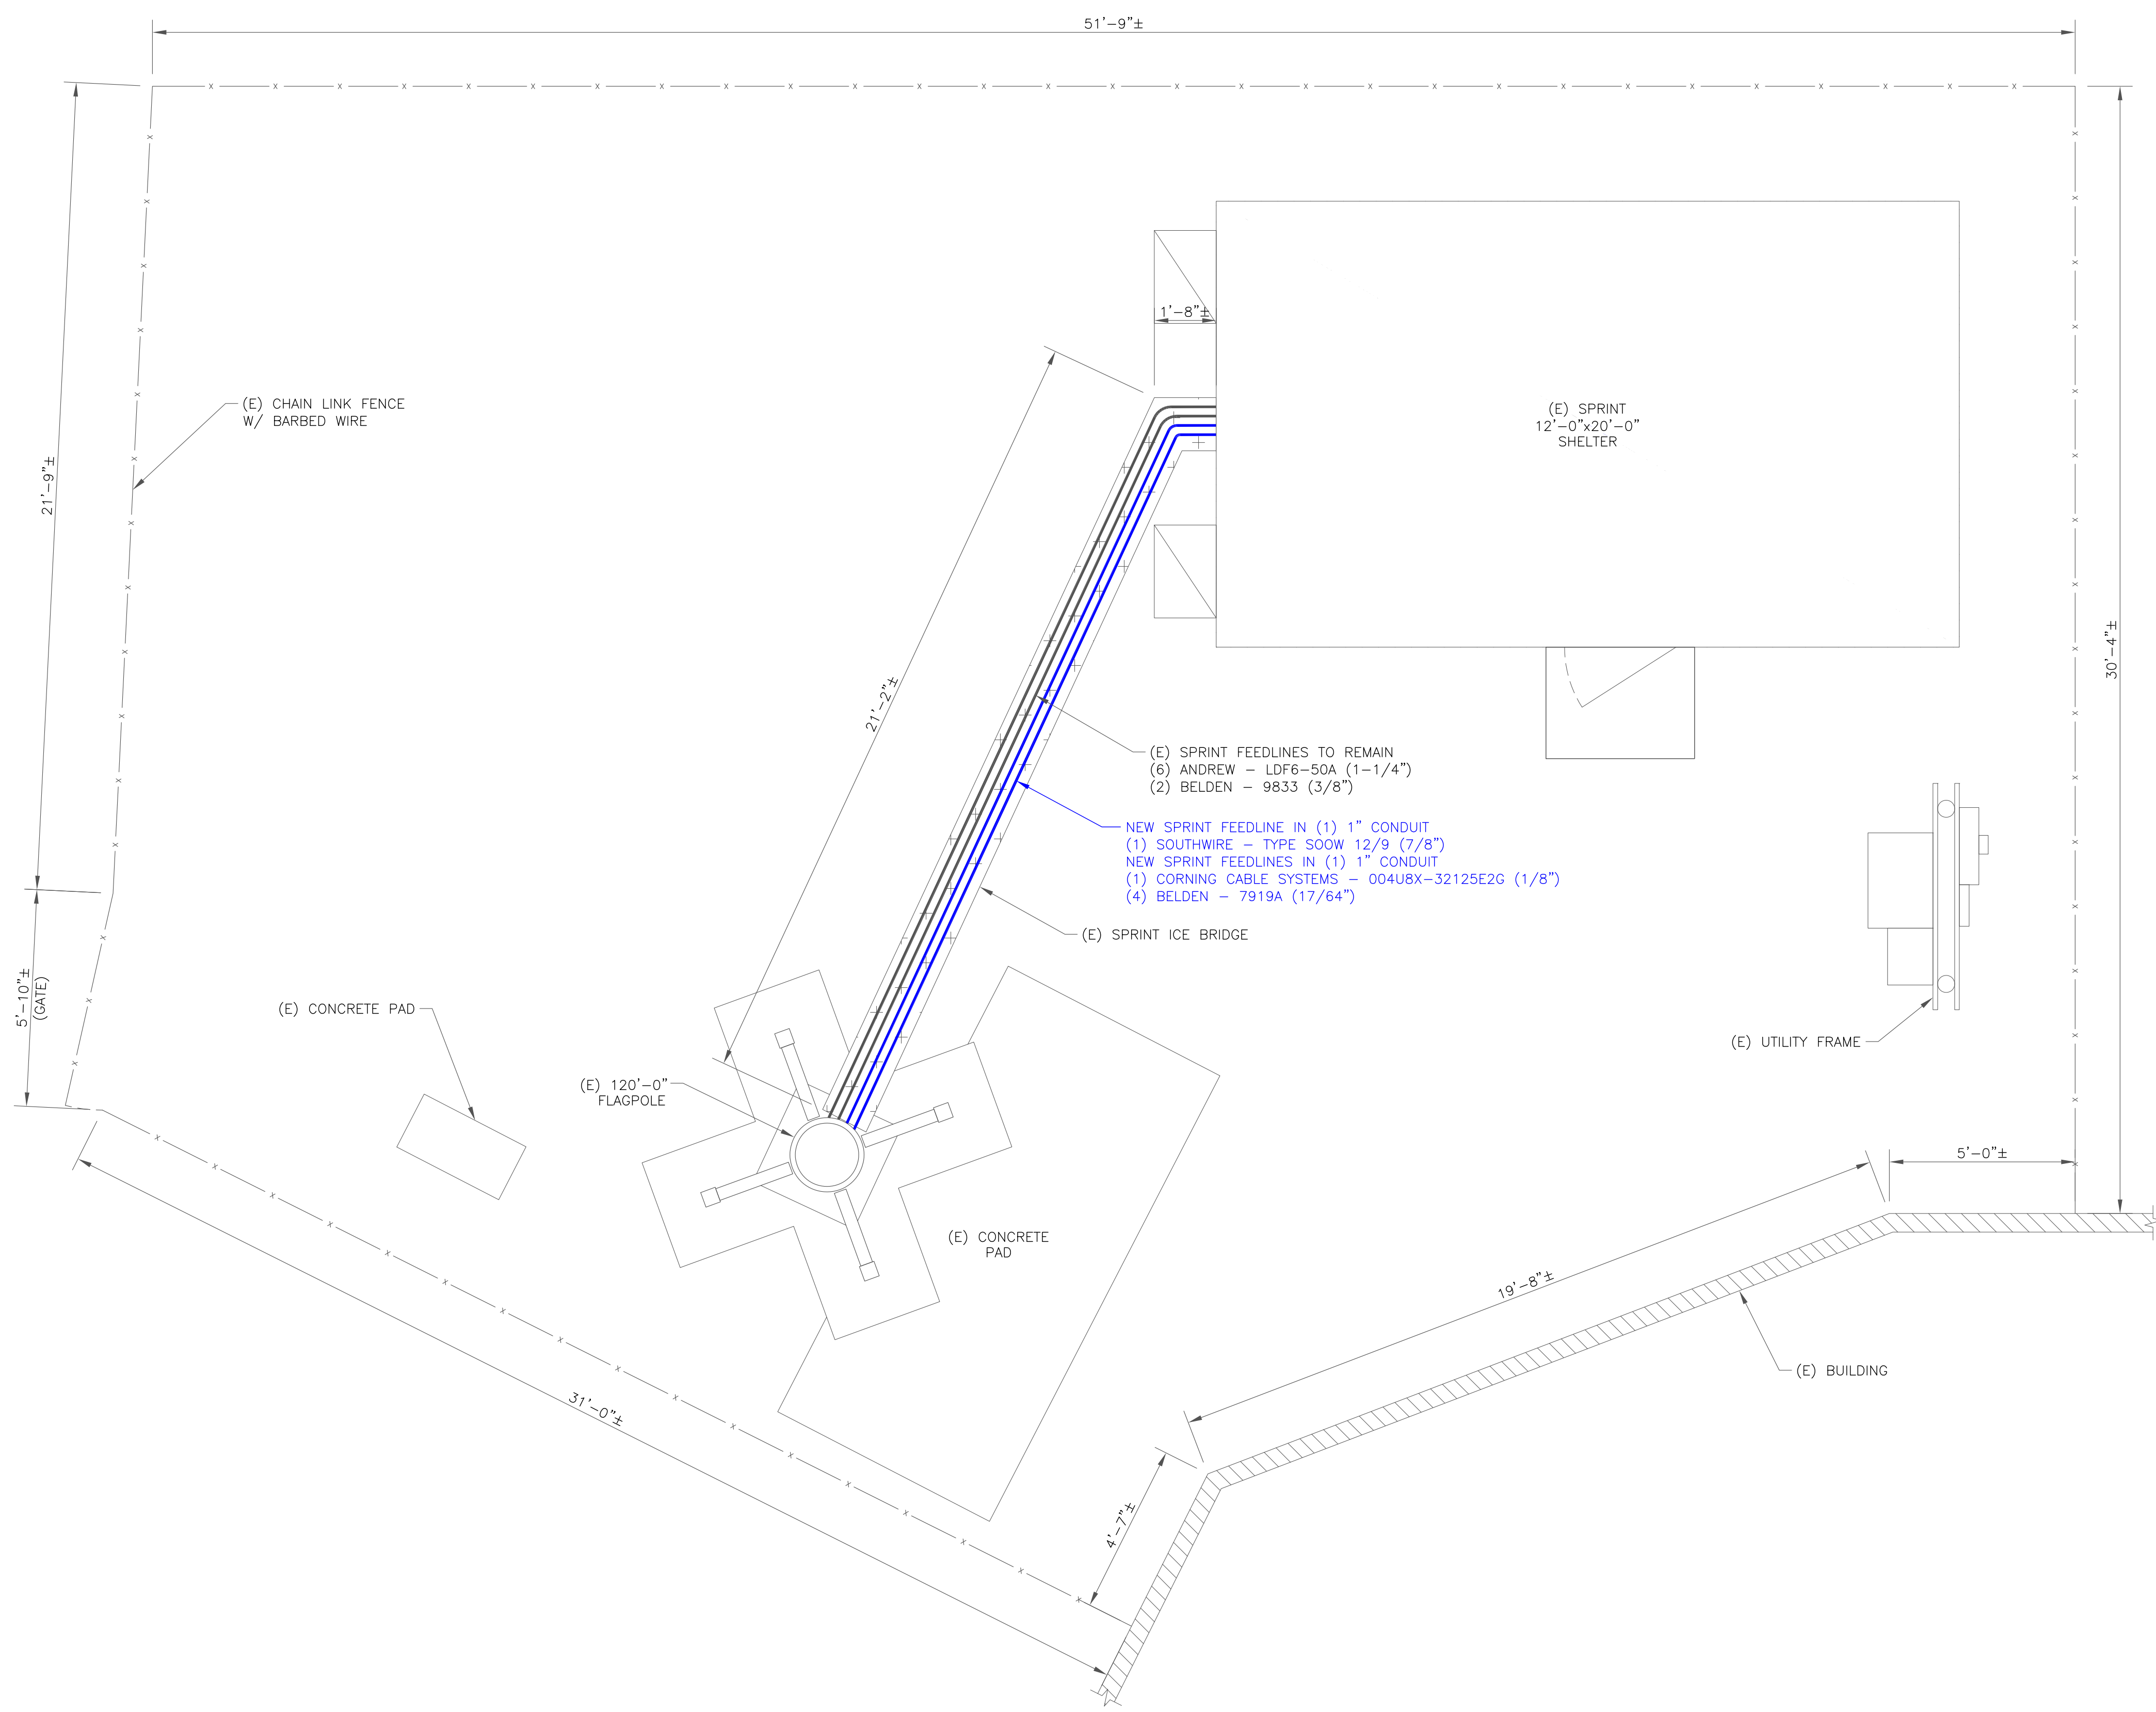 51'-9"±
1'-8"±
(E) CHAIN LINK FENCE
W/ BARBED WIRE
21'-9"±
(E) SPRINT
12'-0"x20'-0"
SHELTER
30'-4"±
21'-2"±
(E) SPRINT FEEDLINES TO REMAIN
(6) ANDREW - LDF6-50A (1-1/4")
(2) BELDEN - 9833 (3/8")
NEW SPRINT FEEDLINE IN (1) 1" CONDUIT
(1) SOUTHWIRE - TYPE SOOW 12/9 (7/8")
NEW SPRINT FEEDLINES IN (1) 1" CONDUIT
(1) CORNING CABLE SYSTEMS - 004U8X-32125E2G (1/8")
(4) BELDEN - 7919A (17/64")
(E) SPRINT ICE BRIDGE
5'-10"±
(GATE)
(E) CONCRETE PAD
(E) UTILITY FRAME
(E) 120'-0"
FLAGPOLE
5'-0"±
(E) CONCRETE
PAD
19'-8"±
(E) BUILDING
31'-0"±
4'-7"±